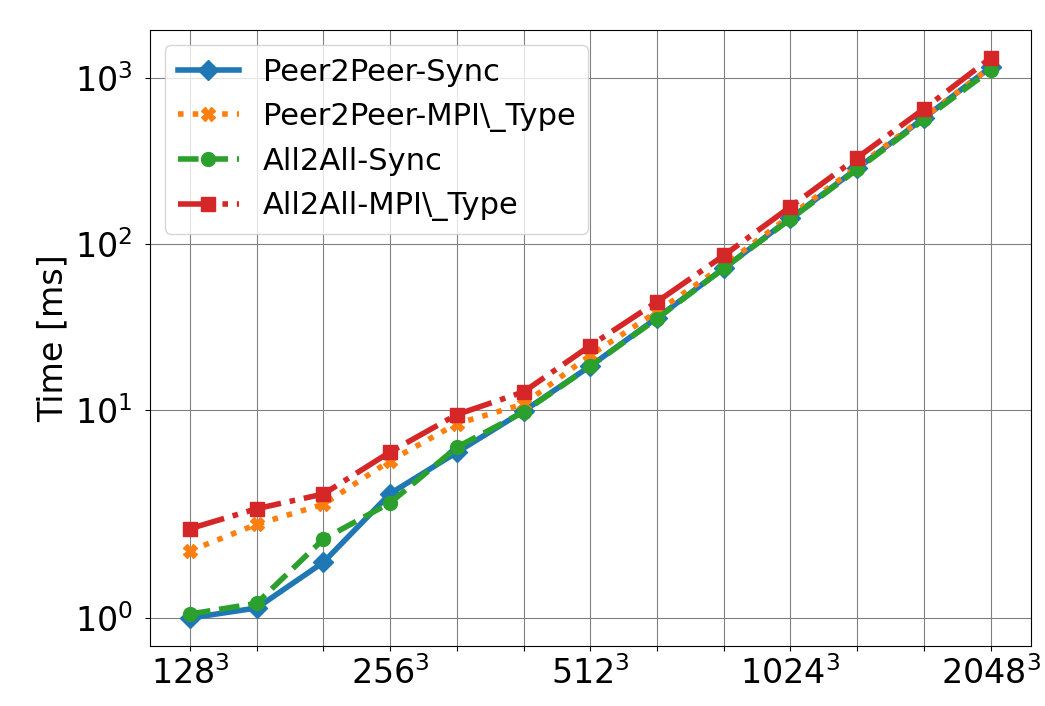 Peer2Peer-Sync
Peer2Peer-MPI\_Type
All2All-Sync
All2All-MPI\_Type
Time [ms]
10³
10²
10¹
10⁰
128³ 256³ 512³ 1024³ 2048³